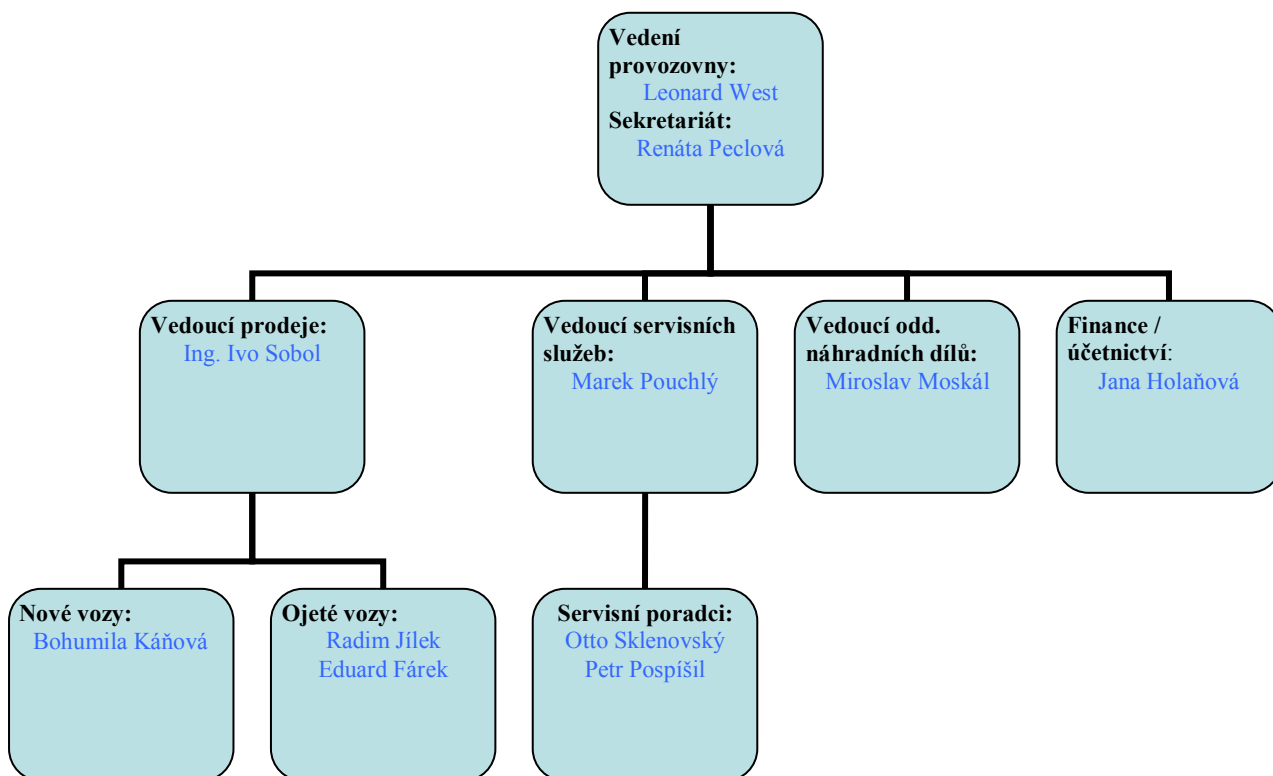 Vedení
provozovny:
Leonard West
Sekretariát:
Renáta Peclová
Vedoucí prodeje:
Ing. Ivo Sobol
Vedoucí servisních
služeb:
Marek Pouchlý
Vedoucí odd.
náhradních dílů:
Miroslav Moskál
Finance /
účetnictví:
Jana Holaňová
Nové vozy:
Bohumila Káňová
Ojeté vozy:
Radim Jílek
Eduard Fárek
Servisní poradci:
Otto Sklenovský
Petr Pospíšil